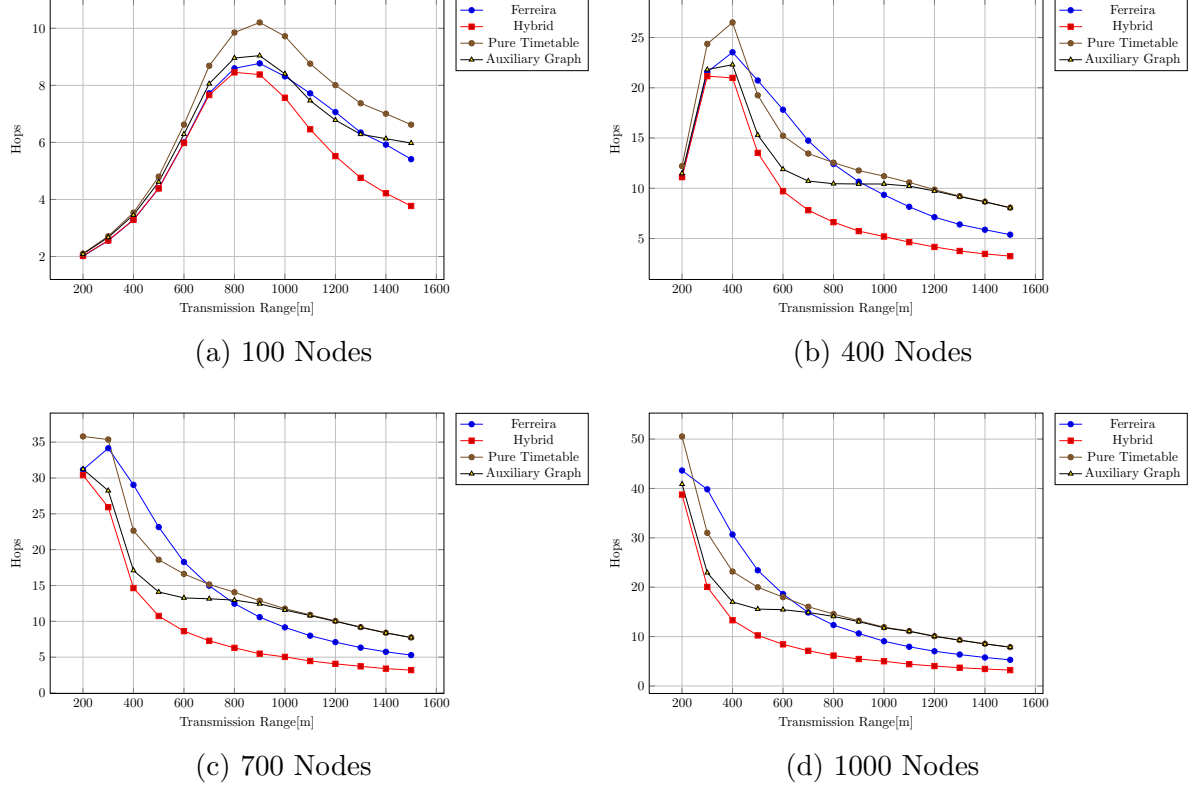 10
8
6
4
2
Hops
200 400 600 800 1000 1200 1400 1600
Transmission Range[m]
Ferreira
Hybrid
Pure Timetable
Auxiliary Graph
(a) 100 Nodes
25
20
15
10
5
Hops
200 400 600 800 1000 1200 1400 1600
Transmission Range[m]
Ferreira
Hybrid
Pure Timetable
Auxiliary Graph
(b) 400 Nodes
35
30
25
20
15
10
5
0
Hops
200 400 600 800 1000 1200 1400 1600
Transmission Range[m]
Ferreira
Hybrid
Pure Timetable
Auxiliary Graph
(c) 700 Nodes
50
40
30
20
10
0
Hops
200 400 600 800 1000 1200 1400 1600
Transmission Range[m]
Ferreira
Hybrid
Pure Timetable
Auxiliary Graph
(d) 1000 Nodes